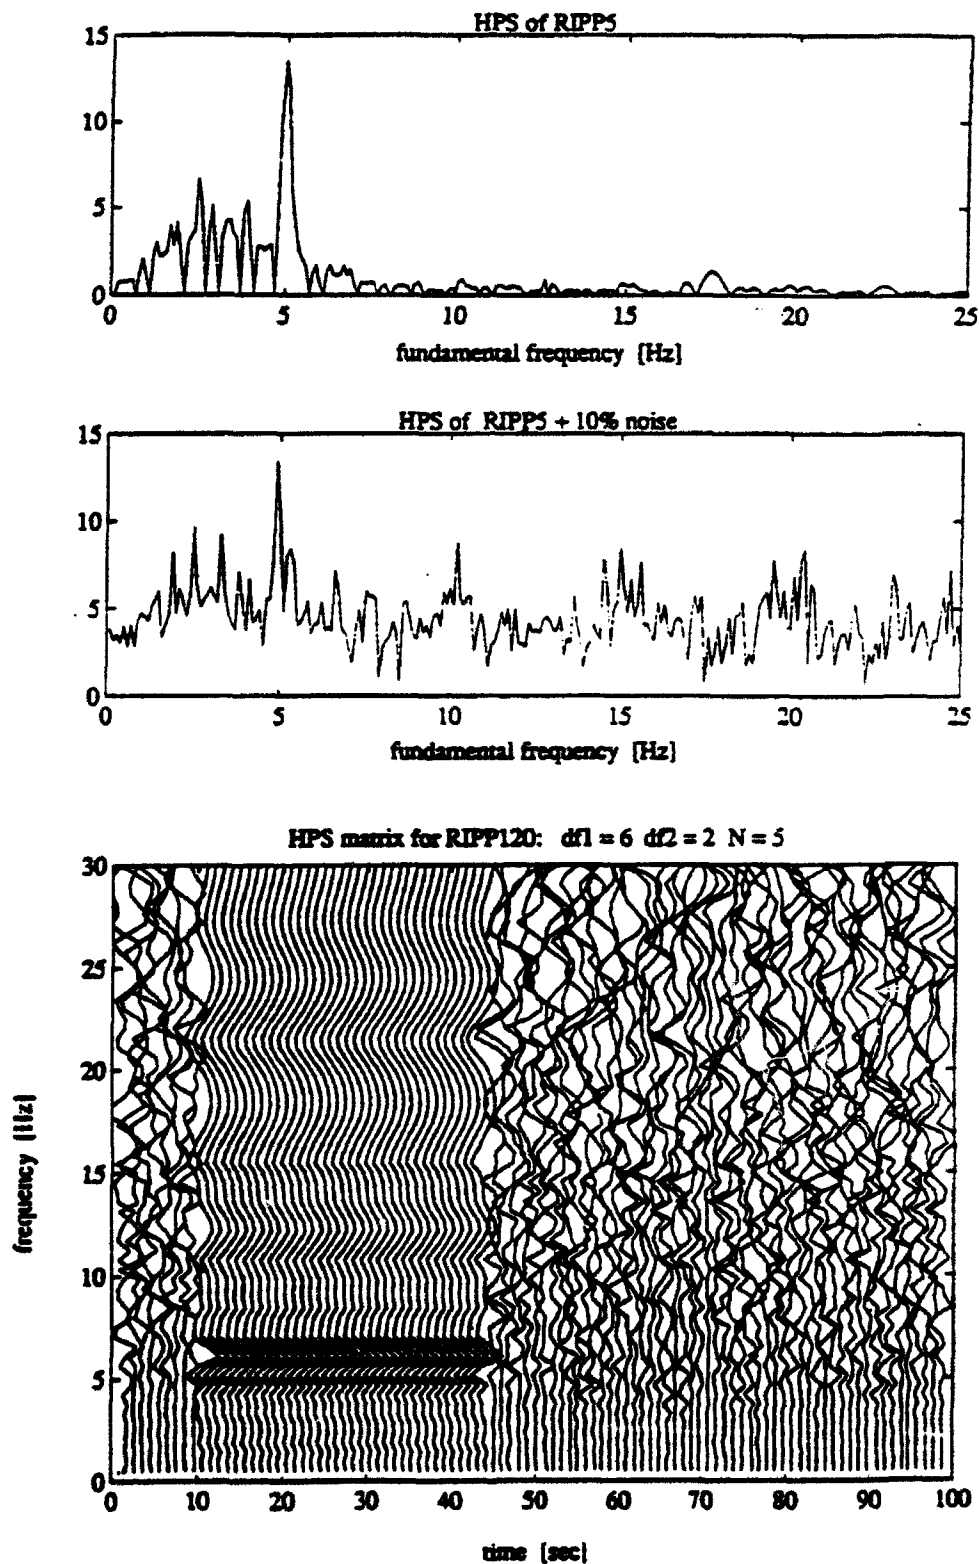 HPS of RIPP5
15
10
5
0
0 5 10 15 20 25
fundamental frequency [Hz]
HPS of RIPP5 + 10% noise
15
10
5
0
0 5 10 15 20 25
fundamental frequency [Hz]
HPS matrix for RIPP120: df1 = 6 df2 = 2 N = 5
30
25
20
15
10
5
0
frequency [Hz]
0 10 20 30 40 50 60 70 80 90 100
time [sec]